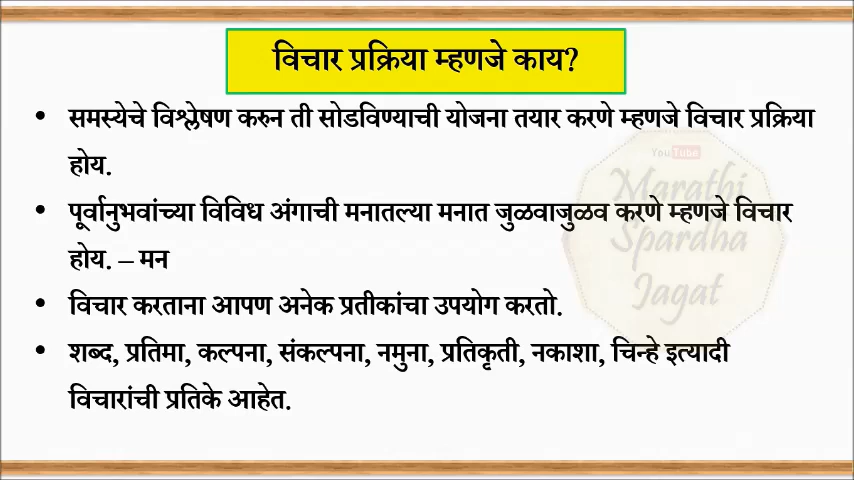 विचार प्रक्रिया म्हणजे काय?
• समस्येचे विश्लेषण करुन ती सोडविण्याची योजना तयार करणे म्हणजे विचार प्रक्रिया
होय.
• पूर्वानुभवांच्या विविध अंगाची मनातल्या मनात जुळवाजुळव करणे म्हणजे विचार
होय. – मन
• विचार करताना आपण अनेक प्रतीकांचा उपयोग करतो.
• शब्द, प्रतिमा, कल्पना, संकल्पना, नमुना, प्रतिकृती, नकाशा, चिन्हे इत्यादी
विचारांची प्रतिके आहेत.
YouTube
Marathi
Spardha
Jagat